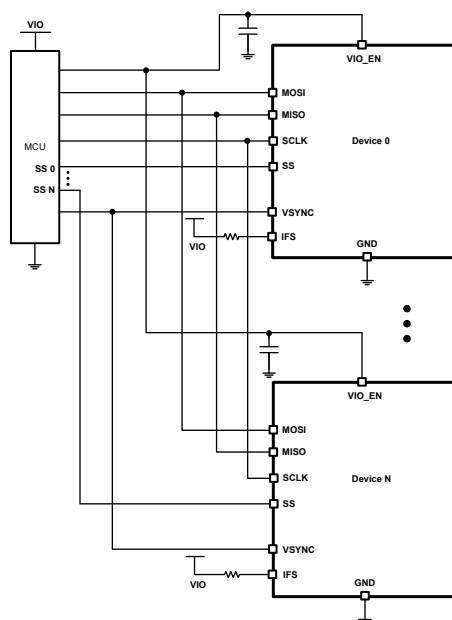 VIO
VIO_EN
MOSI
MISO
MCU
SCLK
Device 0
SS 0
SS
SS N
VSYNC
VIO
IFS
GND
VIO_EN
MOSI
MISO
SCLK
Device N
SS
VSYNC
VIO
IFS
GND